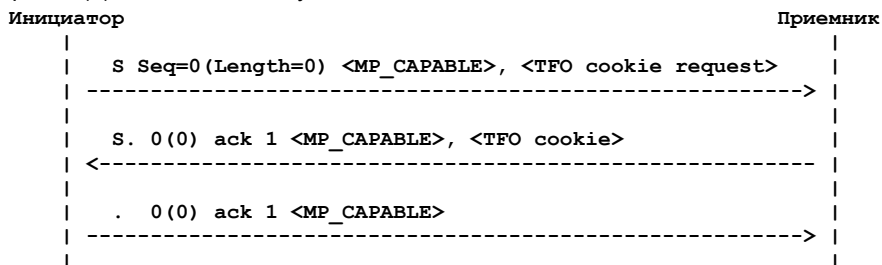 Инициатор Приемник
| |
| S Seq=0(Length=0) <MP_CAPABLE>, <TFO cookie request> |
| --------------------------------------------------------> |
| |
| S. 0(0) ack 1 <MP_CAPABLE>, <TFO cookie> |
| <-------------------------------------------------------- |
| |
| . 0(0) ack 1 <MP_CAPABLE> |
| --------------------------------------------------------> |
| |